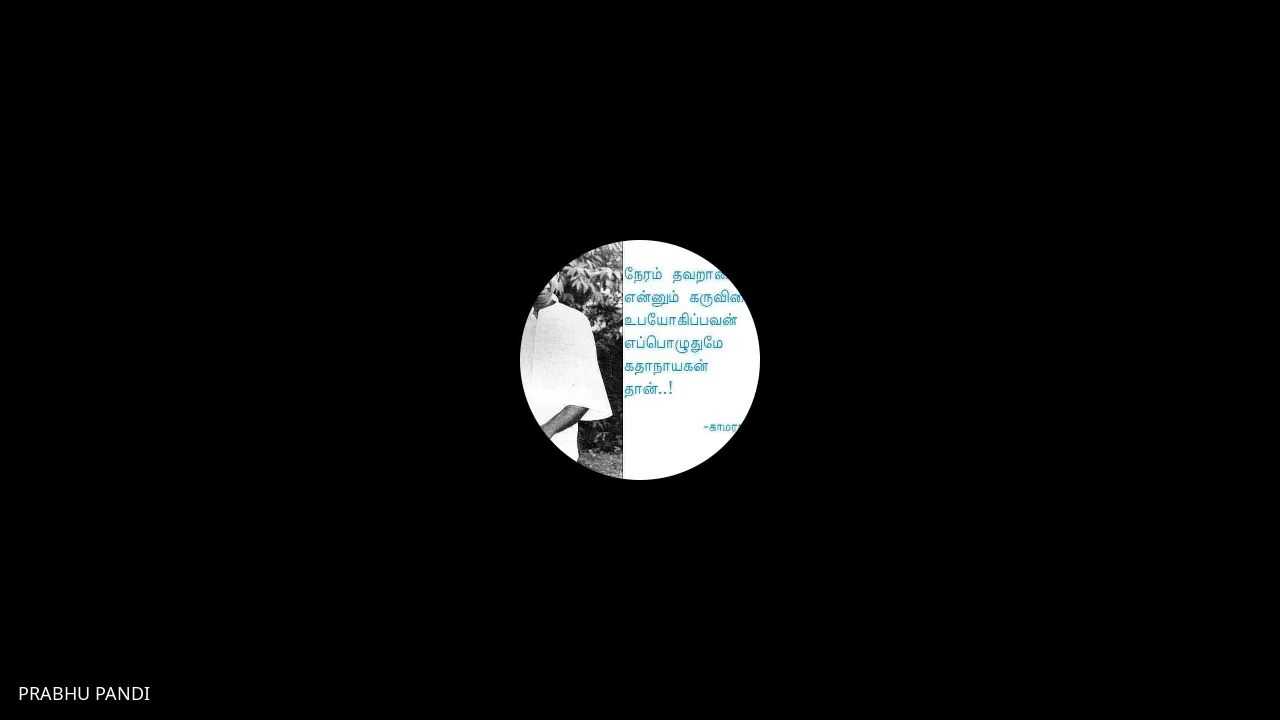 நேரம் தவறாமை
என்னும் கருவியை
உபயோகிப்பவன்
எப்பொழுதுமே
கதாநாயகன்
தான்..!
PRABHU PANDI